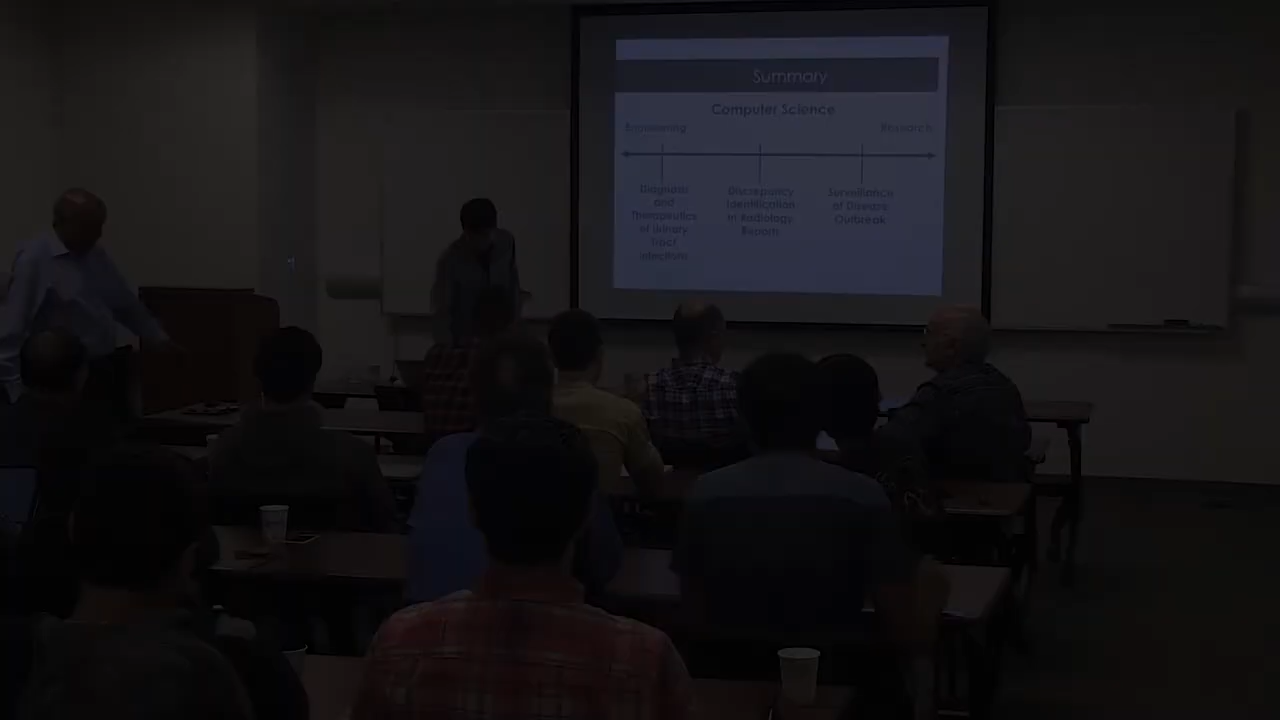 Summary
Computer Science
Engineering
Research
Diagnosis
and
Therapeutics
of Urinary
Tract
Infections
Discrepancy
Identification
in Radiology
Reports
Surveillance
of Disease
Outbreak